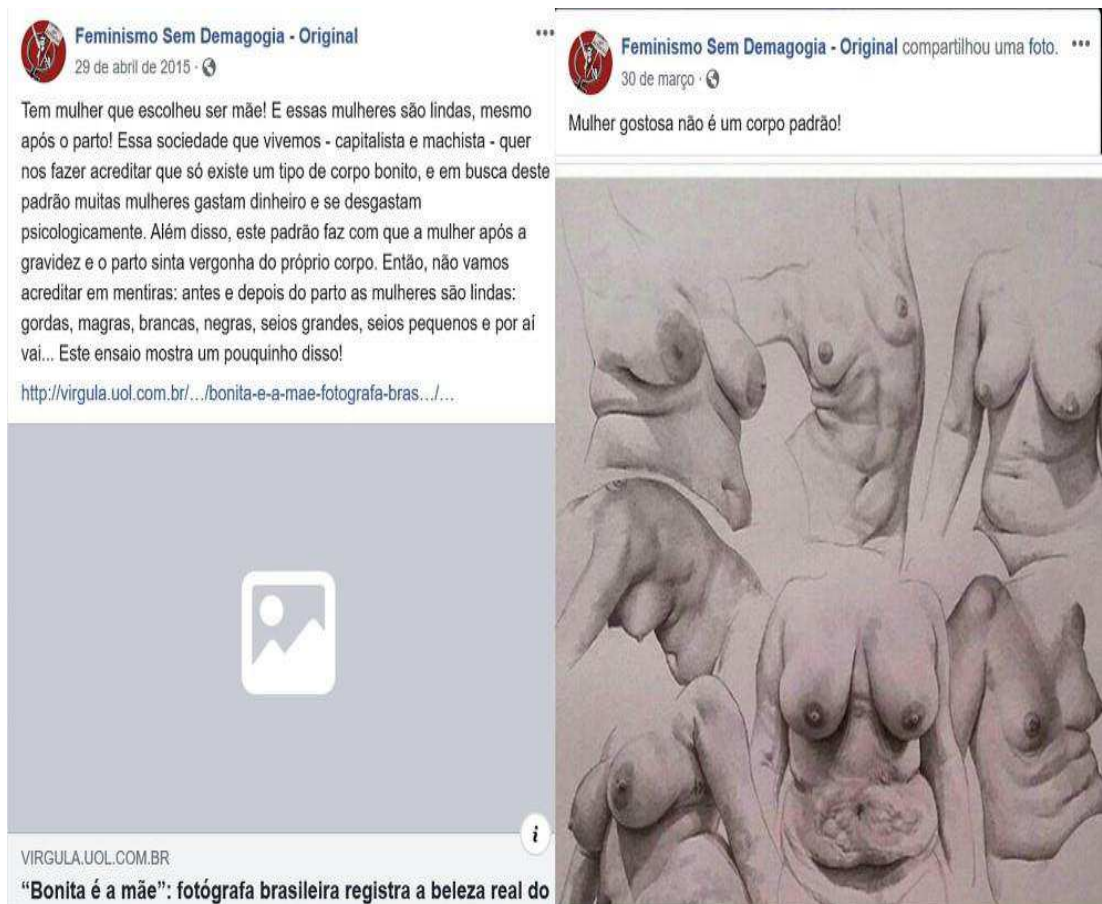 Feminismo Sem Demagogia - Original
29 de abril de 2015 ·
Tem mulher que escolheu ser mãe! E essas mulheres são lindas, mesmo
após o parto! Essa sociedade que vivemos - capitalista e machista - quer
nos fazer acreditar que só existe um tipo de corpo bonito, e em busca deste
padrão muitas mulheres gastam dinheiro e se desgastam
psicologicamente. Além disso, este padrão faz com que a mulher após a
gravidez e o parto sinta vergonha do próprio corpo. Então, não vamos
acreditar em mentiras: antes e depois do parto as mulheres são lindas:
gordas, magras, brancas, negras, seios grandes, seios pequenos e por aí
vai... Este ensaio mostra um pouquinho disso!
http://virgula.uol.com.br/…/bonita-e-a-mae-fotografa-bras…/…
VIRGULA.UOL.COM.BR
“Bonita é a mãe”: fotógrafa brasileira registra a beleza real do
Feminismo Sem Demagogia - Original compartilhou uma foto.
30 de março ·
Mulher gostosa não é um corpo padrão!